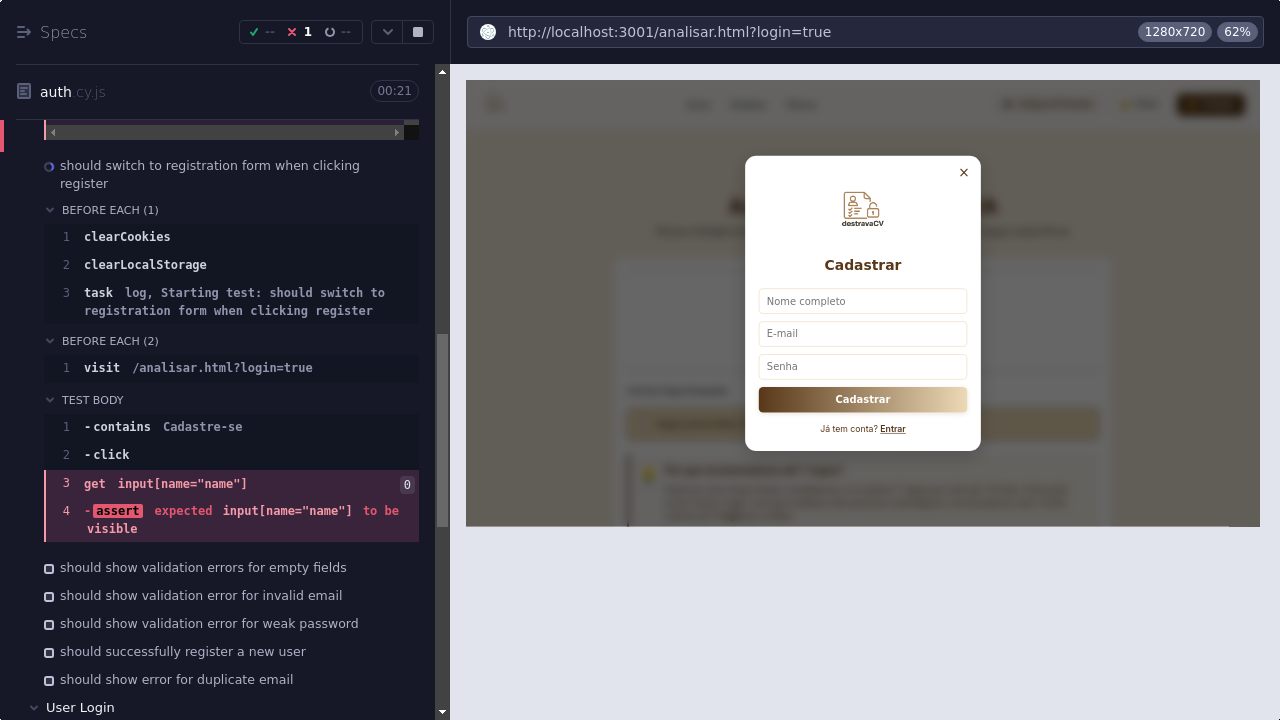 Specs
--
1
--
auth cy.js
00:21
should switch to registration form when clicking
register
BEFORE EACH (1)
1 clearCookies
2 clearLocalStorage
3 task log, Starting test: should switch to
registration form when clicking register
BEFORE EACH (2)
1 visit /analisar.html?login=true
TEST BODY
1 -contains Cadastre-se
2 -click
3 get input[name="name"] 0
4 -assert expected input[name="name"] to be
visible
should show validation errors for empty fields
should show validation error for invalid email
should show validation error for weak password
should successfully register a new user
should show error for duplicate email
User Login
http://localhost:3001/analisar.html?login=true
1280x720
62%
×
destravaCV
Cadastrar
Nome completo
E-mail
Senha
Cadastrar
Já tem conta? Entrar